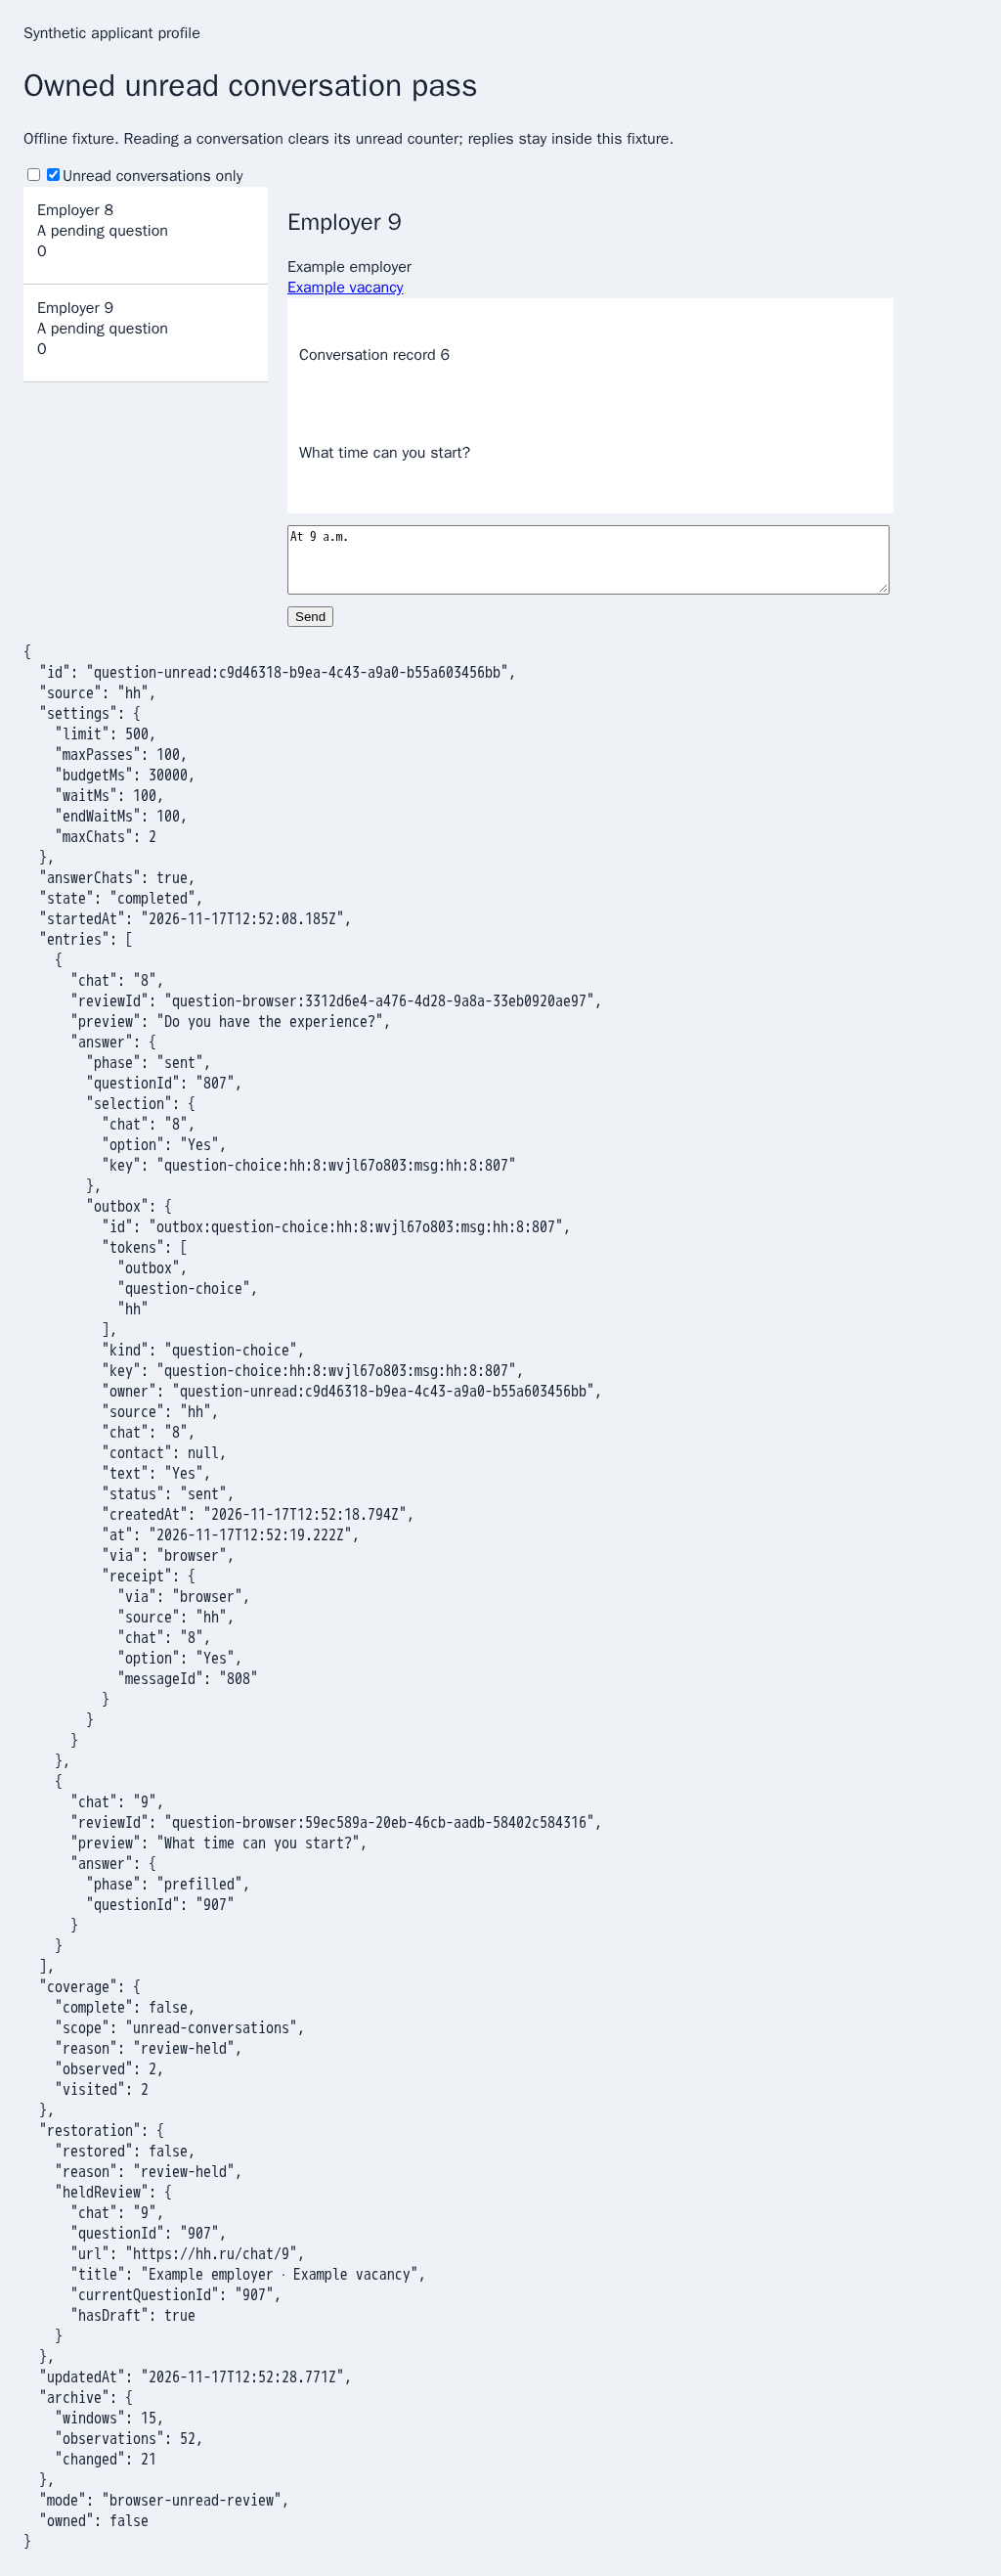 Synthetic applicant profile
Owned unread conversation pass
Offline fixture. Reading a conversation clears its unread counter; replies stay inside this fixture.
Unread conversations only
Employer 8
A pending question
0
Employer 9
A pending question
0
Employer 9
Example employer
Example vacancy
Conversation record 6
What time can you start?
At 9 a.m.
Send
{
  "id": "question-unread:c9d46318-b9ea-4c43-a9a0-b55a603456bb",
  "source": "hh",
  "settings": {
    "limit": 500,
    "maxPasses": 100,
    "budgetMs": 30000,
    "waitMs": 100,
    "endWaitMs": 100,
    "maxChats": 2
  },
  "answerChats": true,
  "state": "completed",
  "startedAt": "2026-11-17T12:52:08.185Z",
  "entries": [
    {
      "chat": "8",
      "reviewId": "question-browser:3312d6e4-a476-4d28-9a8a-33eb0920ae97",
      "preview": "Do you have the experience?",
      "answer": {
        "phase": "sent",
        "questionId": "807",
        "selection": {
          "chat": "8",
          "option": "Yes",
          "key": "question-choice:hh:8:wvjl67o803:msg:hh:8:807"
        },
        "outbox": {
          "id": "outbox:question-choice:hh:8:wvjl67o803:msg:hh:8:807",
          "tokens": [
            "outbox",
            "question-choice",
            "hh"
          ],
          "kind": "question-choice",
          "key": "question-choice:hh:8:wvjl67o803:msg:hh:8:807",
          "owner": "question-unread:c9d46318-b9ea-4c43-a9a0-b55a603456bb",
          "source": "hh",
          "chat": "8",
          "contact": null,
          "text": "Yes",
          "status": "sent",
          "createdAt": "2026-11-17T12:52:18.794Z",
          "at": "2026-11-17T12:52:19.222Z",
          "via": "browser",
          "receipt": {
            "via": "browser",
            "source": "hh",
            "chat": "8",
            "option": "Yes",
            "messageId": "808"
          }
        }
      }
    },
    {
      "chat": "9",
      "reviewId": "question-browser:59ec589a-20eb-46cb-aadb-58402c584316",
      "preview": "What time can you start?",
      "answer": {
        "phase": "prefilled",
        "questionId": "907"
      }
    }
  ],
  "coverage": {
    "complete": false,
    "scope": "unread-conversations",
    "reason": "review-held",
    "observed": 2,
    "visited": 2
  },
  "restoration": {
    "restored": false,
    "reason": "review-held",
    "heldReview": {
      "chat": "9",
      "questionId": "907",
      "url": "https://hh.ru/chat/9",
      "title": "Example employer · Example vacancy",
      "currentQuestionId": "907",
      "hasDraft": true
    }
  },
  "updatedAt": "2026-11-17T12:52:28.771Z",
  "archive": {
    "windows": 15,
    "observations": 52,
    "changed": 21
  },
  "mode": "browser-unread-review",
  "owned": false
}